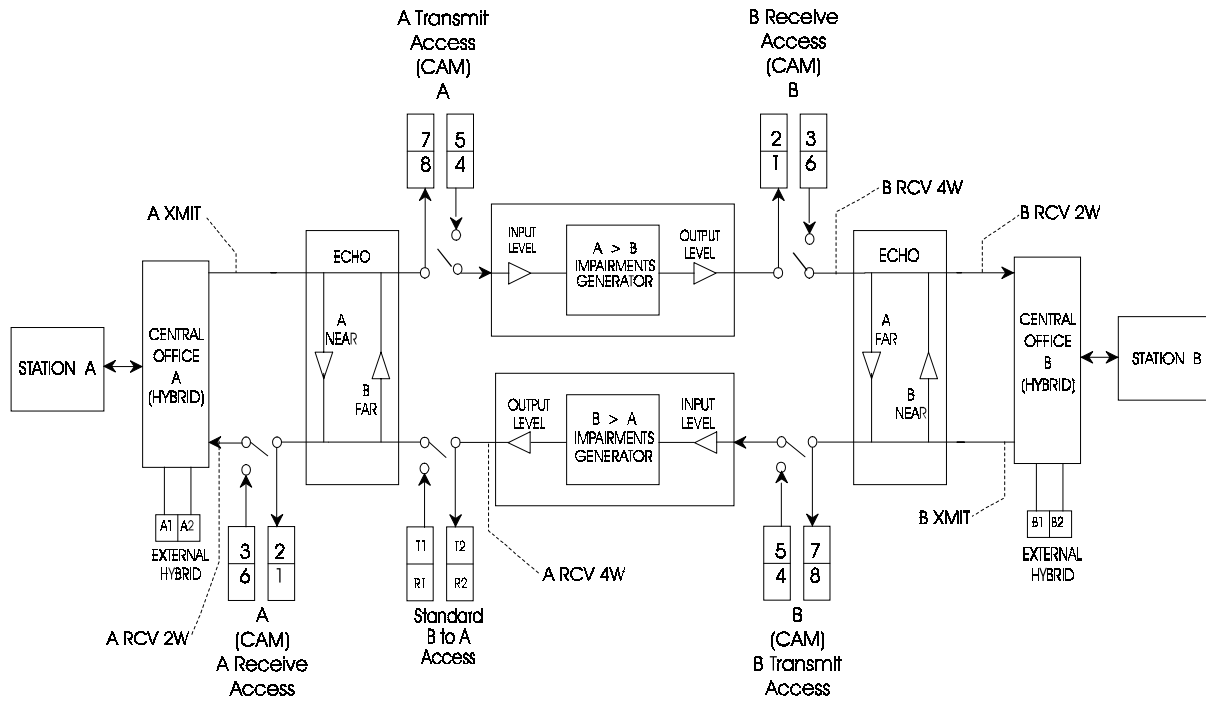 A Transmit
Access
(CAM)
A
B Receive
Access
(CAM)
B
7
8
5
4
2
1
3
6
B RCV 4W
A XMIT
B RCV 2W
ECHO
INPUT
LEVEL
A > B
IMPAIRMENTS
GENERATOR
OUTPUT
LEVEL
ECHO
A
NEAR
B
FAR
A
FAR
B
NEAR
STATION A
CENTRAL
OFFICE
A
(HYBRID)
CENTRAL
OFFICE
B
(HYBRID)
STATION B
OUTPUT
LEVEL
B > A
IMPAIRMENTS
GENERATOR
INPUT
LEVEL
A1 A2
EXTERNAL
HYBRID
3
6
2
1
T1
R1
T2
R2
A RCV 4W
5
4
7
8
B XMIT
B1 B2
EXTERNAL
HYBRID
A RCV 2W
A
(CAM)
A Receive
Access
Standard
B to A
Access
B
(CAM)
B Transmit
Access